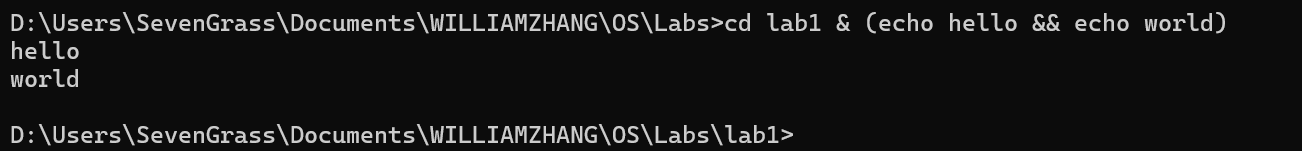 D:\Users\SevenGrass\Documents\WILLIAMZHANG\OS\Labs>cd lab1 & (echo hello && echo world)
hello
world
D:\Users\SevenGrass\Documents\WILLIAMZHANG\OS\Labs\lab1>